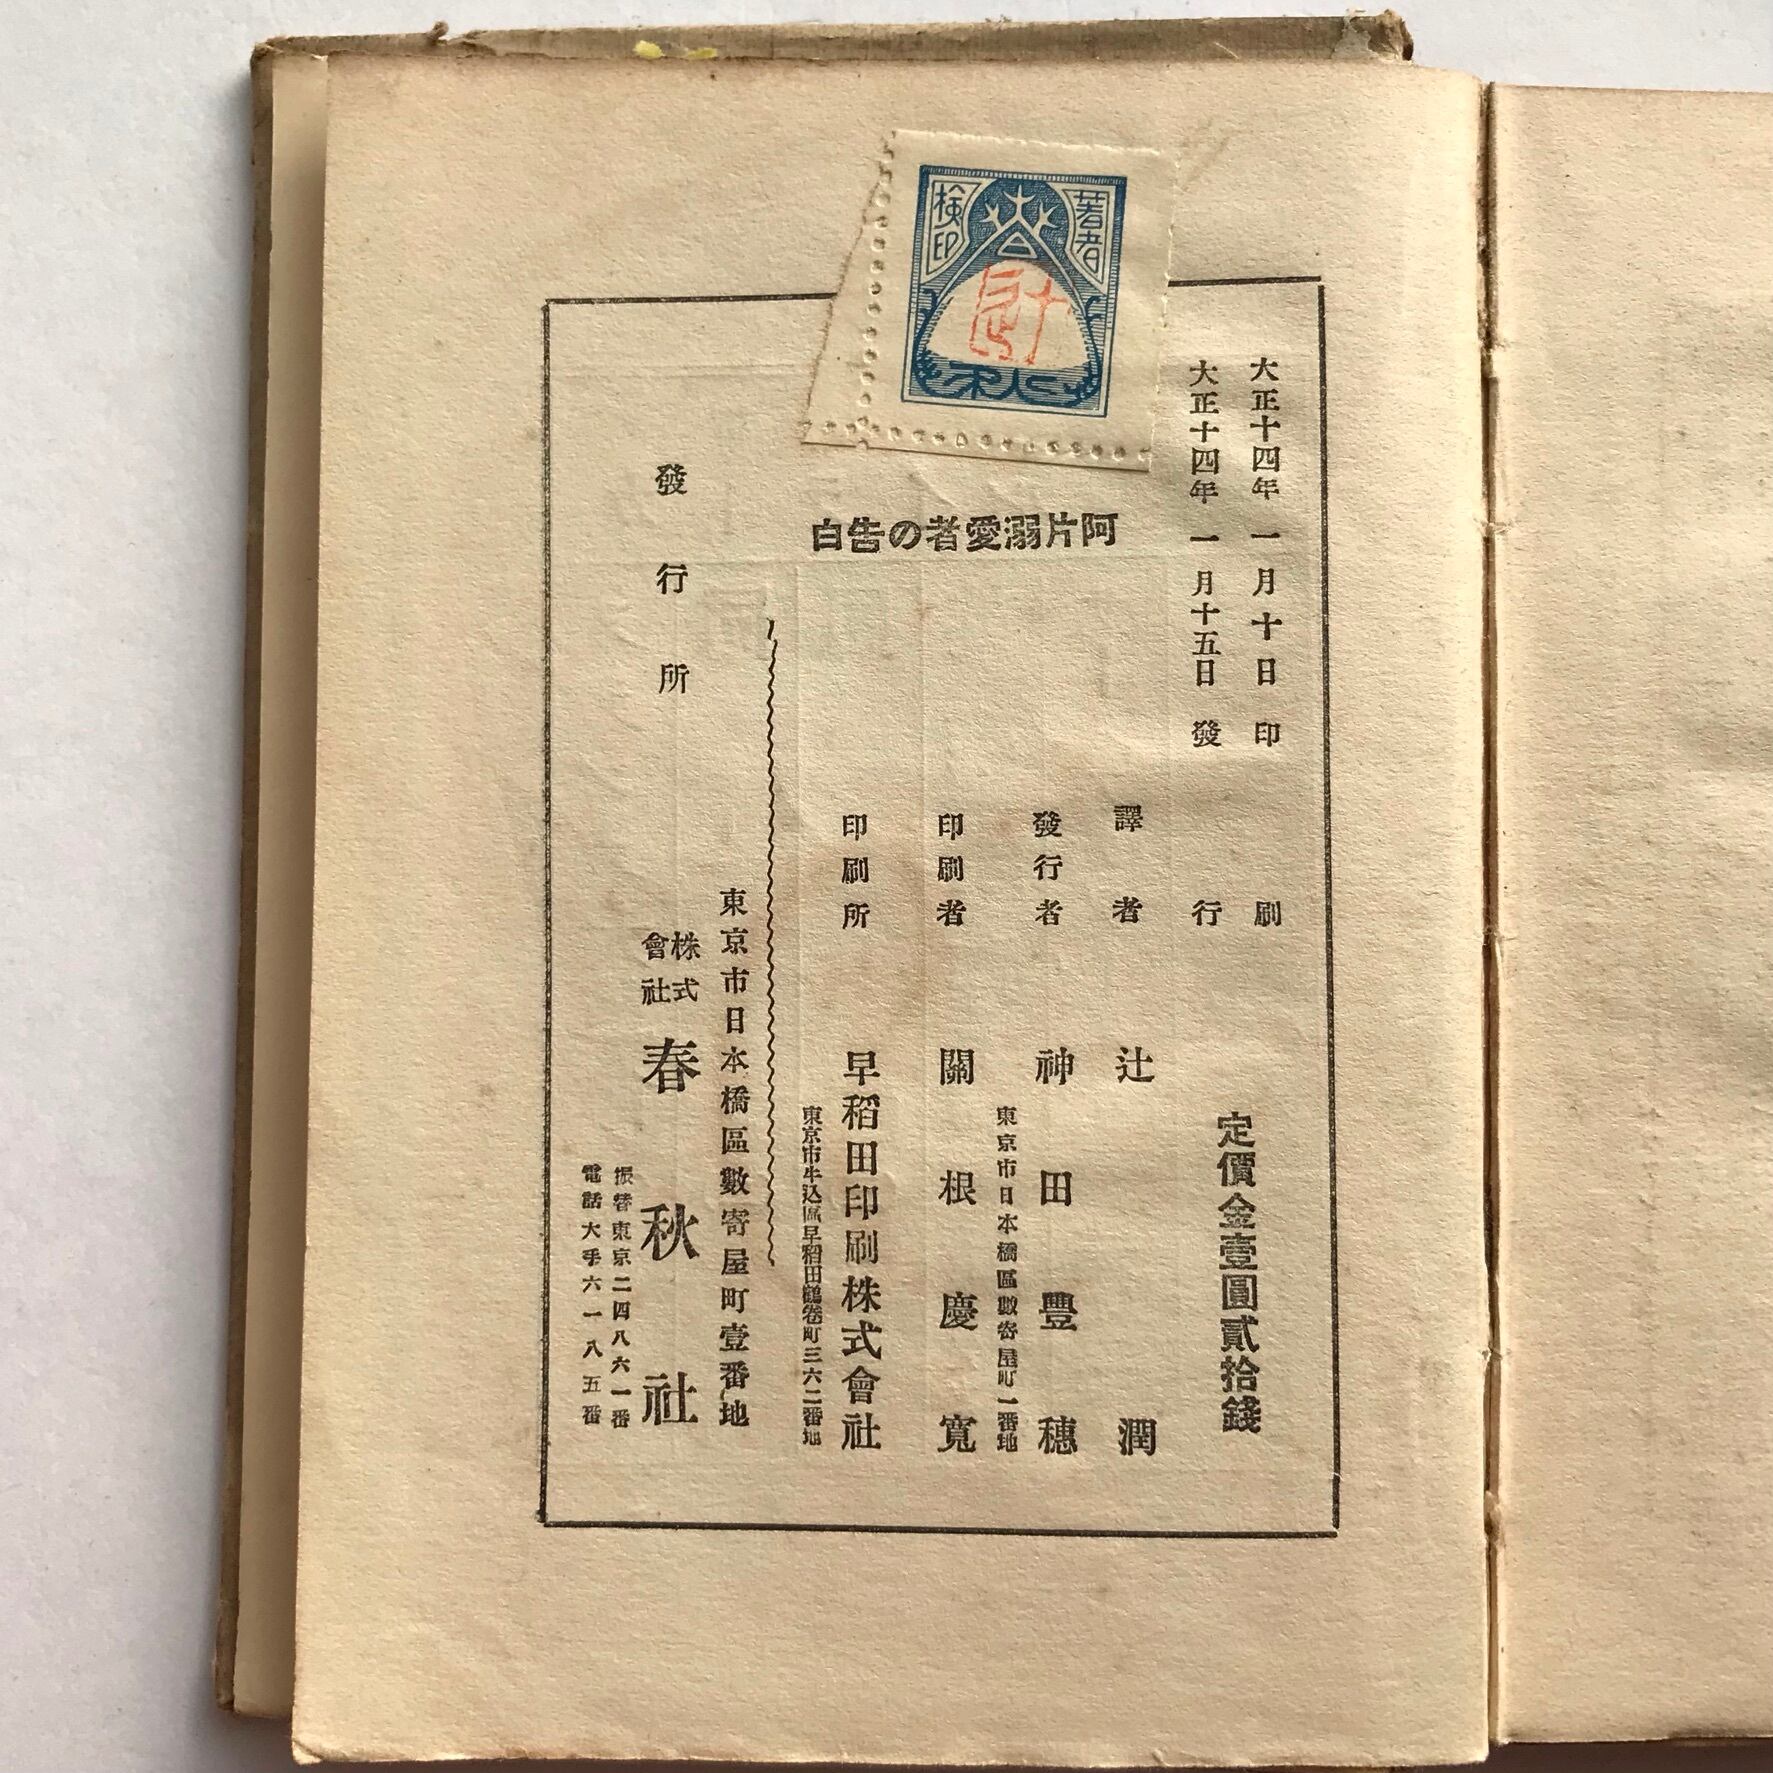 著者
検印
春
秋
社
大正十四年一月十日印刷
大正十四年一月十五日發行
定價金壹圓貳拾錢
阿片溺愛者の告白
譯者 辻潤
發行者 神田豐穗
東京市日本橋區數寄屋町一番地
印刷者 關根慶寬
印刷所 早稻田印刷株式會社
東京市牛込區早稻田鶴巻町三六二番地
東京市日本橋區數寄屋町壹番地
發行所 株式會社 春秋社
振替東京二四八六一番
電話大手六一八五番